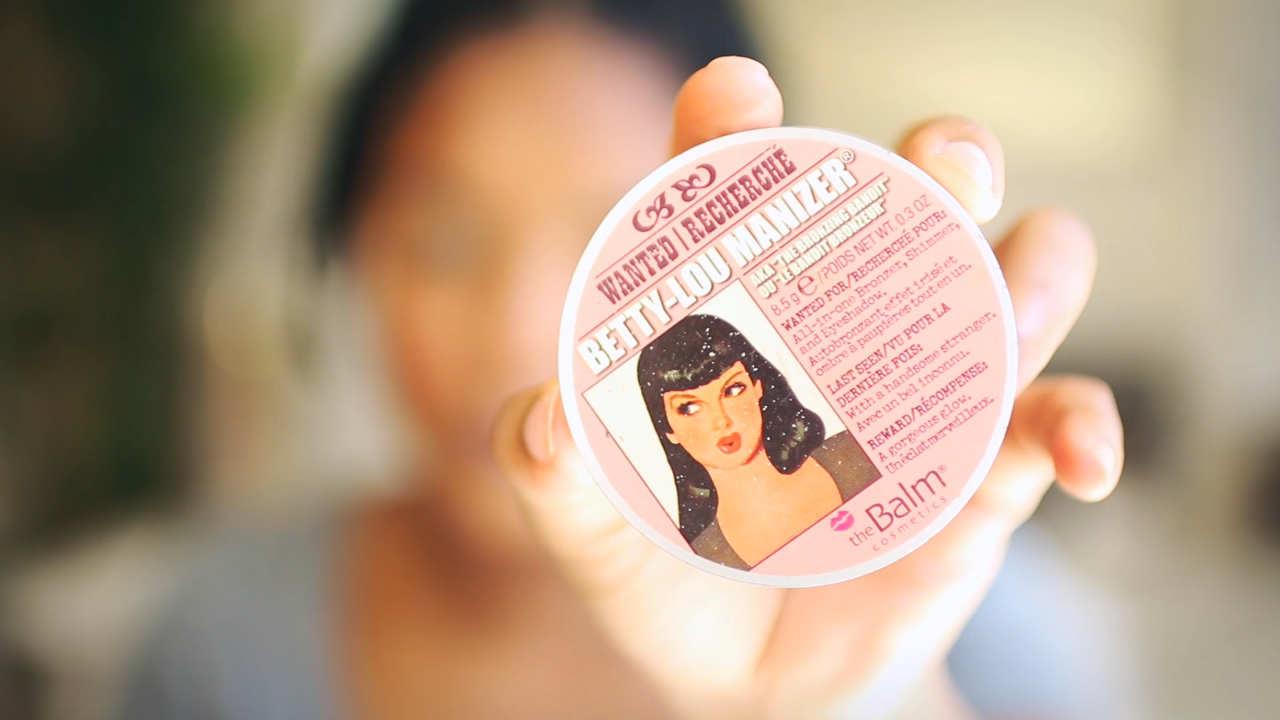 WANTED | RECHERCHÉ
BETTY-LOU MANIZER®
AKA "THE BRONZING BANDIT"
OU "LE BANDIT BRONZEUR"
8.5 g ℮/POIDS NET WT. 0.3 OZ
WANTED FOR/RECHERCHÉ POUR:
All-in-one Bronzer, Shimmer,
and Eyeshadow.
Autobronzant, effet irisé et
ombre à paupières tout en un.
LAST SEEN/VU POUR LA
DERNIÈRE FOIS:
With a handsome stranger.
Avec un bel inconnu.
REWARD/RÉCOMPENSE:
A gorgeous glow.
Un éclat merveilleux.
theBalm®
cosmetics